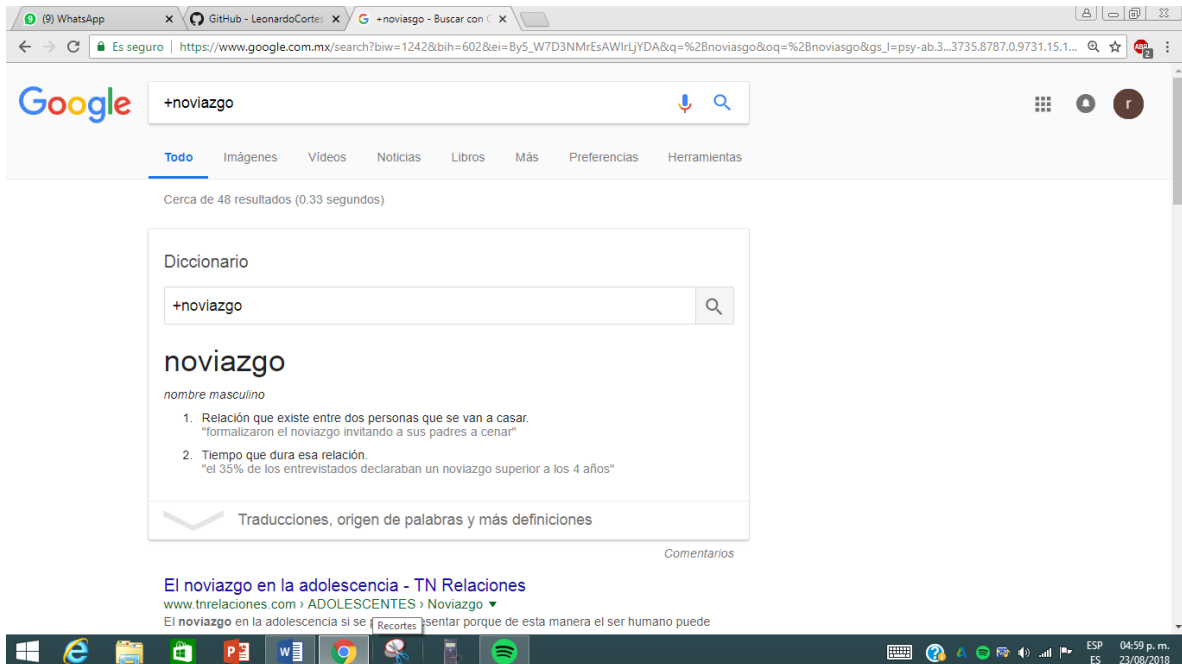 (9) WhatsApp
GitHub - LeonardoCortes
+noviasgo - Buscar con G
Es seguro | https://www.google.com.mx/search?biw=1242&bih=602&ei=By5_W7D3NMrEsAWIrLjYDA&q=%2Bnoviasgo&oq=%2Bnoviasgo&gs_l=psy-ab.3...3735.8787.0.9731.15.1...
Google
+noviazgo
r
Todo Imágenes Vídeos Noticias Libros Más Preferencias Herramientas
Cerca de 48 resultados (0.33 segundos)
Diccionario
+noviazgo
noviazgo
nombre masculino
1. Relación que existe entre dos personas que se van a casar.
"formalizaron el noviazgo invitando a sus padres a cenar"
2. Tiempo que dura esa relación.
"el 35% de los entrevistados declaraban un noviazgo superior a los 4 años"
Traducciones, origen de palabras y más definiciones
Comentarios
El noviazgo en la adolescencia - TN Relaciones
www.tnrelaciones.com › ADOLESCENTES › Noviazgo ▼
El noviazgo en la adolescencia si se porque de esta manera el ser humano puede
Recortes
ESP 04:59 p. m.
ES 23/08/2018